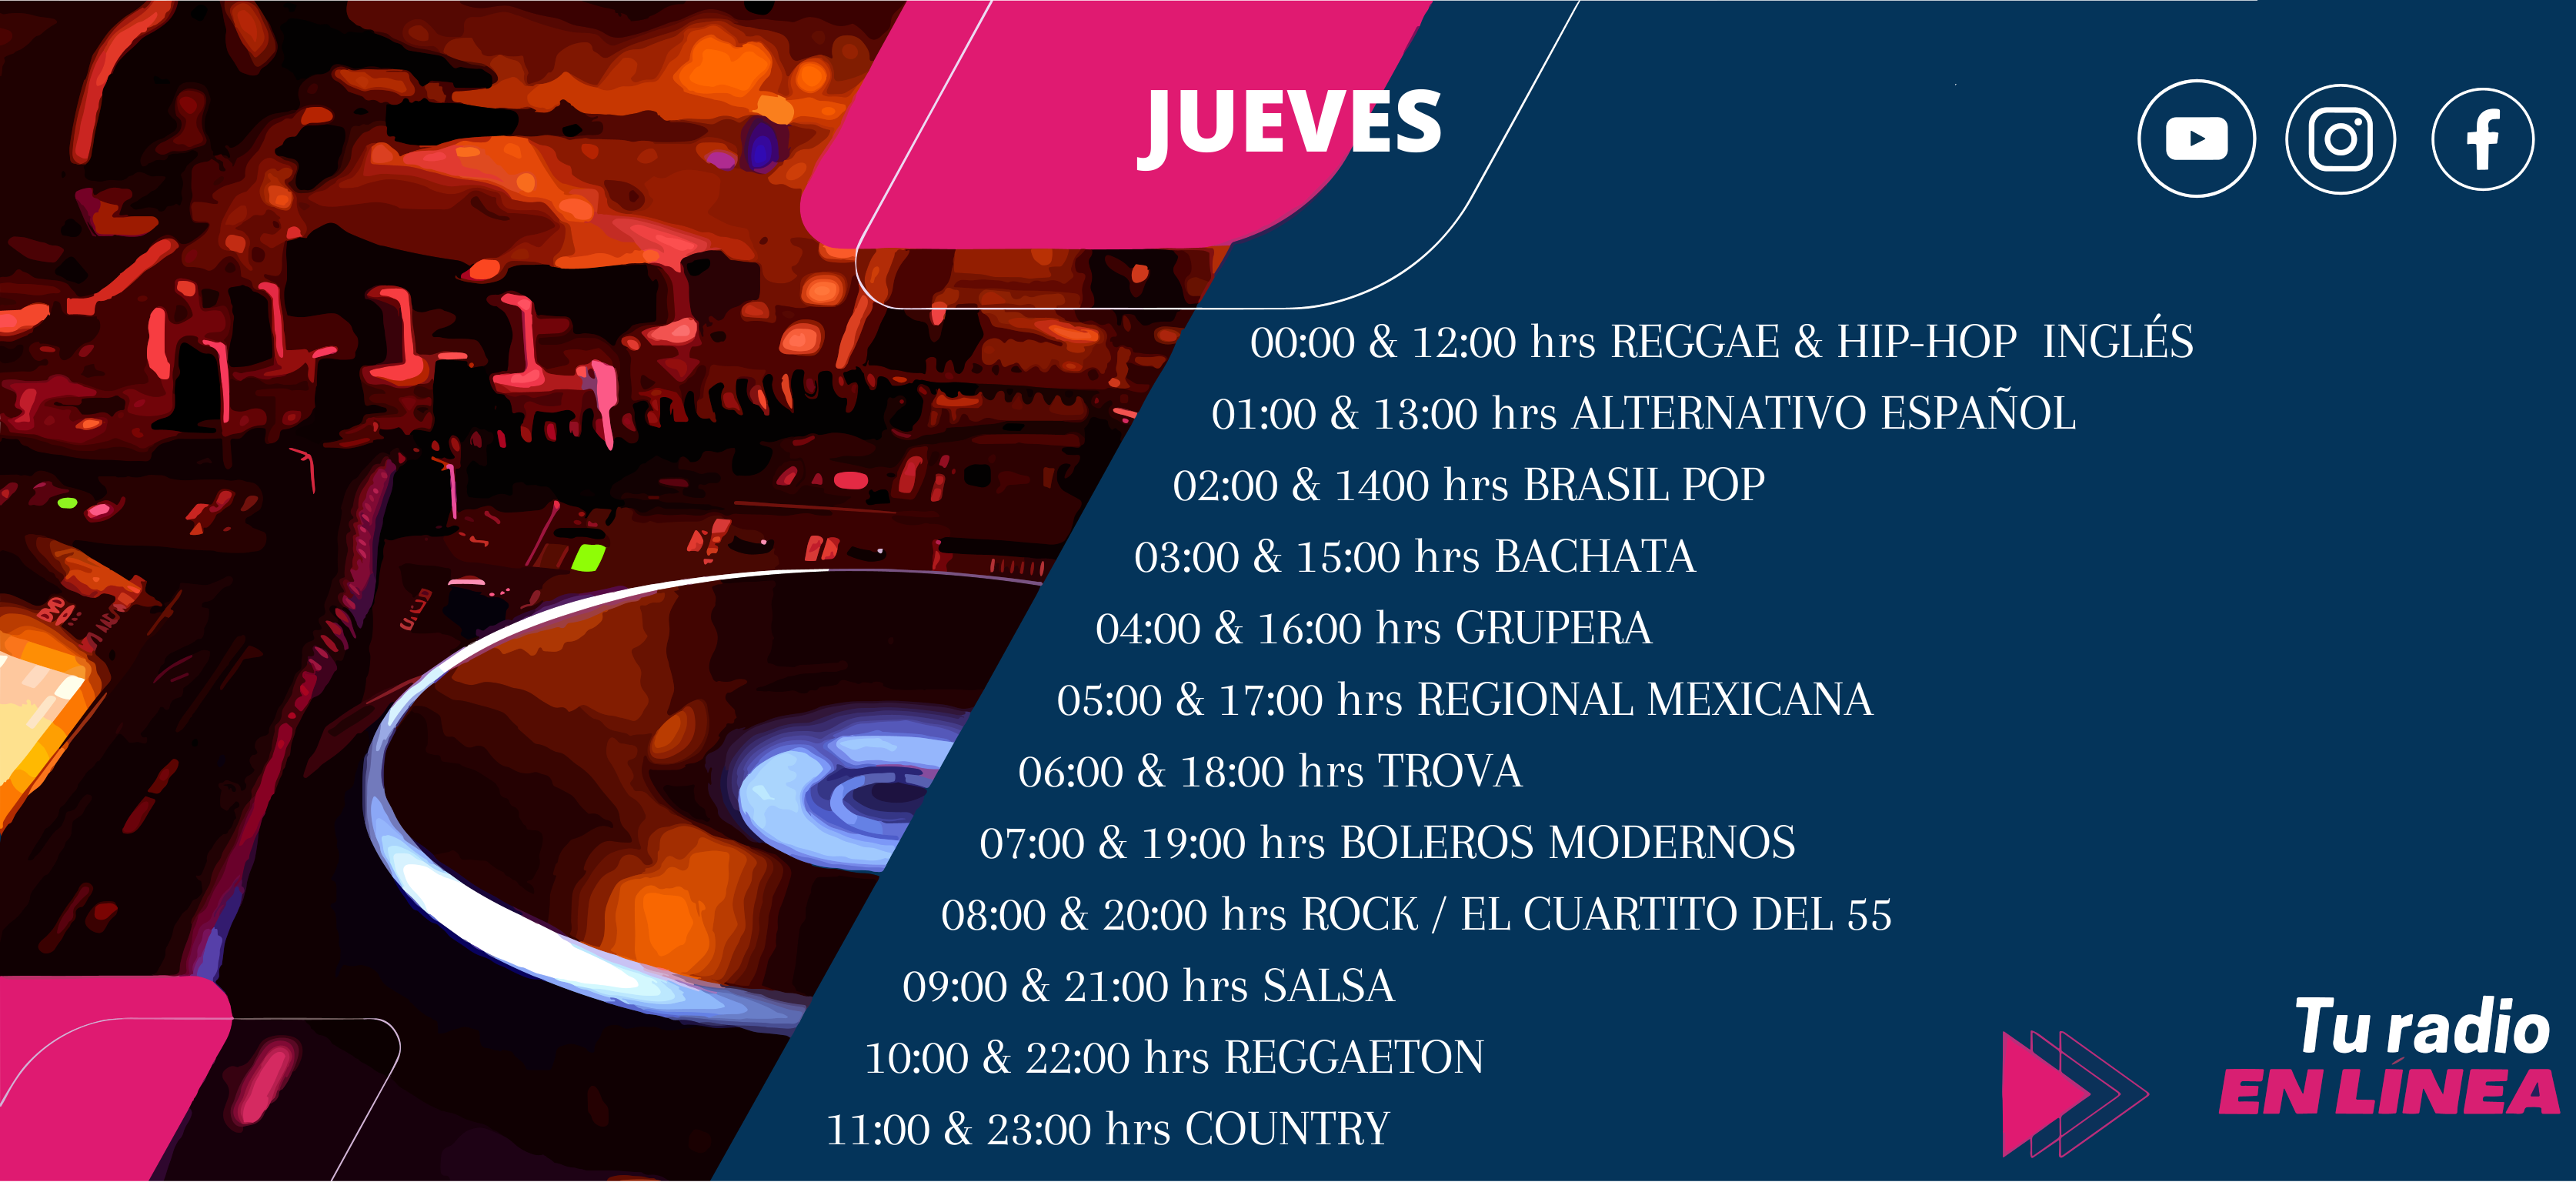 JUEVES
00:00 & 12:00 hrs REGGAE & HIP-HOP INGLÉS
01:00 & 13:00 hrs ALTERNATIVO ESPAÑOL
02:00 & 1400 hrs BRASIL POP
03:00 & 15:00 hrs BACHATA
04:00 & 16:00 hrs GRUPERA
05:00 & 17:00 hrs REGIONAL MEXICANA
06:00 & 18:00 hrs TROVA
07:00 & 19:00 hrs BOLEROS MODERNOS
08:00 & 20:00 hrs ROCK / EL CUARTITO DEL 55
09:00 & 21:00 hrs SALSA
10:00 & 22:00 hrs REGGAETON
11:00 & 23:00 hrs COUNTRY
Tu radio
EN LÍNEA